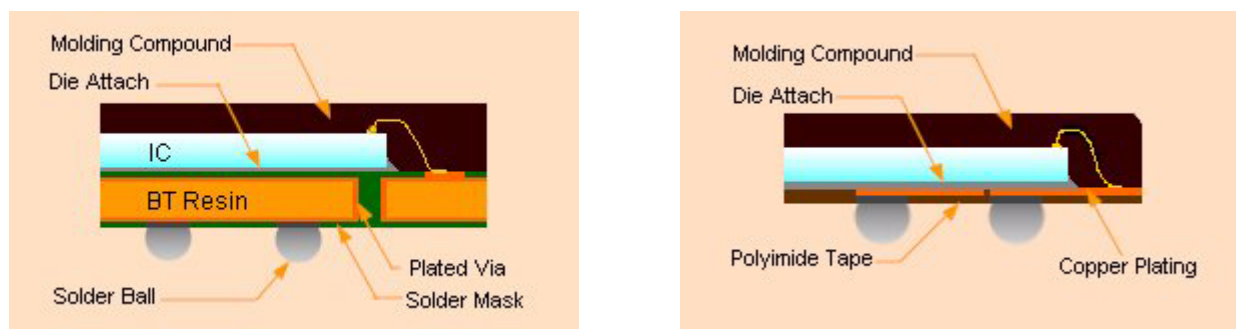 Molding Compound
Die Attach
IC
BT Resin
Plated Via
Solder Ball
Solder Mask
Molding Compound
Die Attach
Polyimide Tape
Copper Plating